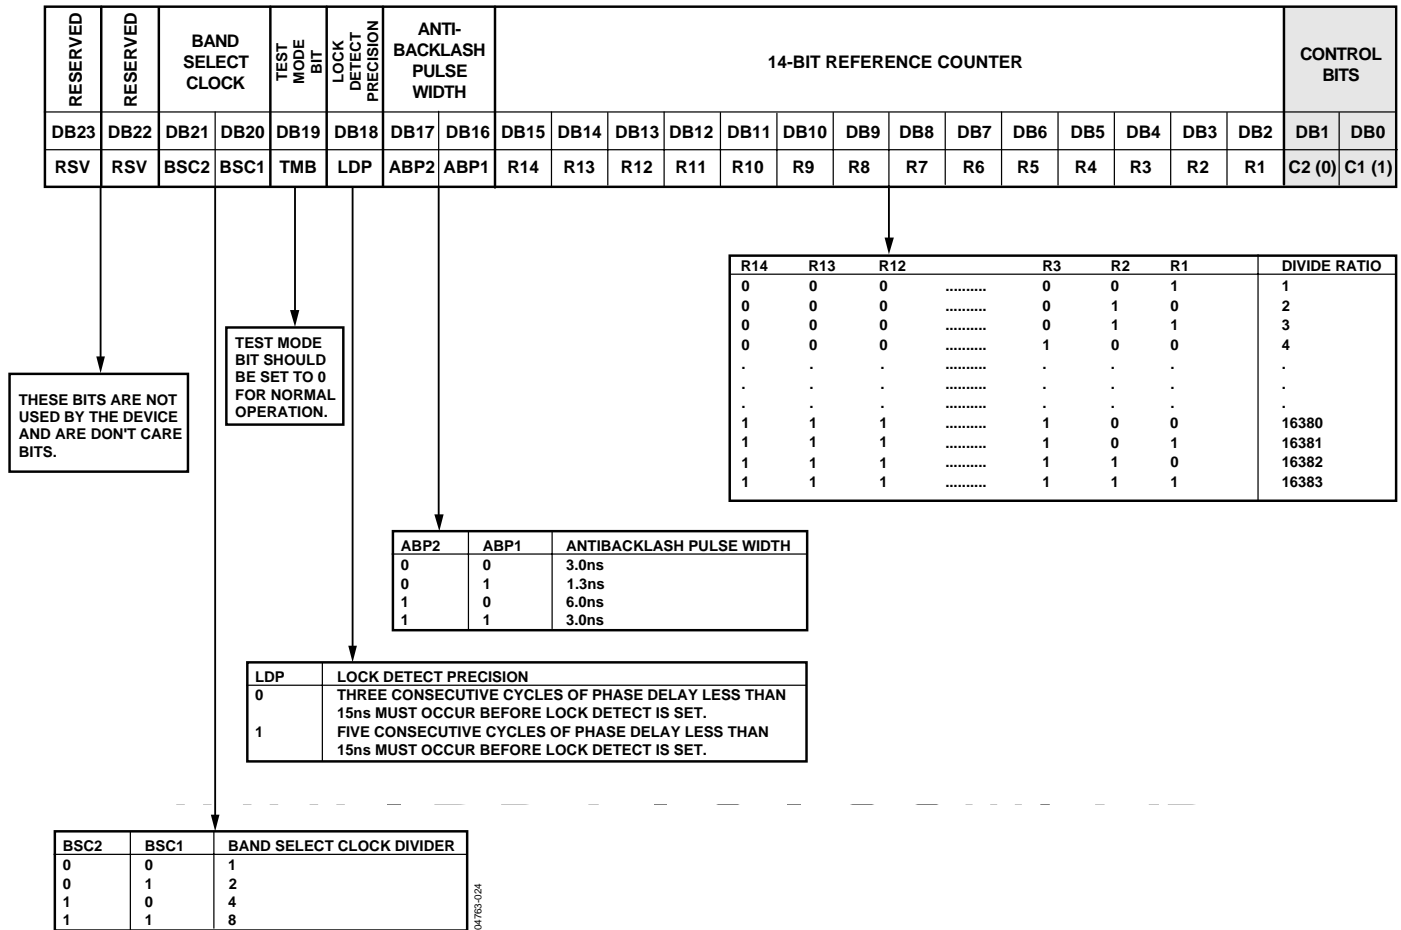 RESERVED
RESERVED
BAND
SELECT
CLOCK
TEST
MODE
BIT
LOCK
DETECT
PRECISION
ANTI-
BACKLASH
PULSE
WIDTH
14-BIT REFERENCE COUNTER
CONTROL
BITS
DB23 DB22 DB21 DB20 DB19 DB18 DB17 DB16 DB15 DB14 DB13 DB12 DB11 DB10 DB9 DB8 DB7 DB6 DB5 DB4 DB3 DB2 DB1 DB0
RSV RSV BSC2 BSC1 TMB LDP ABP2 ABP1 R14 R13 R12 R11 R10 R9 R8 R7 R6 R5 R4 R3 R2 R1 C2 (0) C1 (1)
R14 R13 R12 R3 R2 R1 DIVIDE RATIO
0 0 0 .......... 0 0 1 1
0 0 0 .......... 0 1 0 2
0 0 0 .......... 0 1 1 3
0 0 0 .......... 1 0 0 4
. . . .......... . . . .
. . . .......... . . . .
. . . .......... . . . .
1 1 1 .......... 1 0 0 16380
1 1 1 .......... 1 0 1 16381
1 1 1 .......... 1 1 0 16382
1 1 1 .......... 1 1 1 16383
TEST MODE
BIT SHOULD
BE SET TO 0
FOR NORMAL
OPERATION.
THESE BITS ARE NOT
USED BY THE DEVICE
AND ARE DON'T CARE
BITS.
ABP2 ABP1 ANTIBACKLASH PULSE WIDTH
0 0 3.0ns
0 1 1.3ns
1 0 6.0ns
1 1 3.0ns
LDP LOCK DETECT PRECISION
0 THREE CONSECUTIVE CYCLES OF PHASE DELAY LESS THAN
15ns MUST OCCUR BEFORE LOCK DETECT IS SET.
1 FIVE CONSECUTIVE CYCLES OF PHASE DELAY LESS THAN
15ns MUST OCCUR BEFORE LOCK DETECT IS SET.
BSC2 BSC1 BAND SELECT CLOCK DIVIDER
0 0 1
0 1 2
1 0 4
1 1 8
04763-024